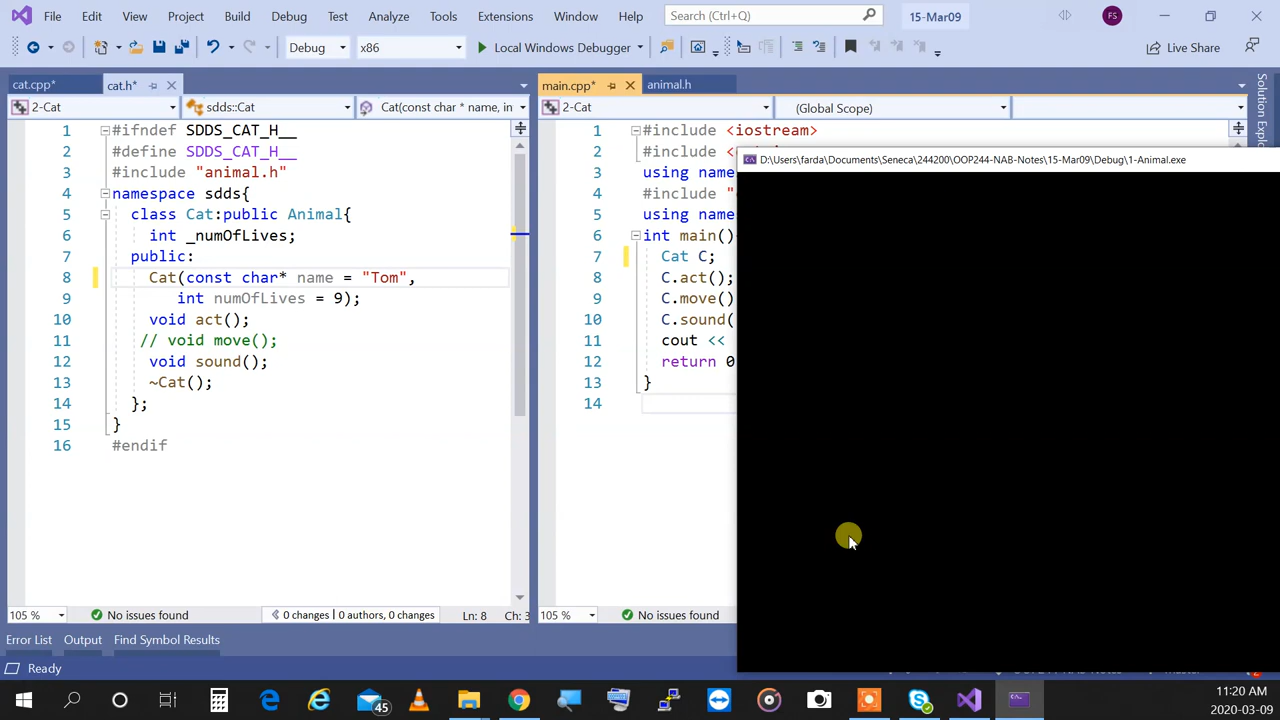 File Edit View Project Build Debug Test Analyze Tools Extensions Window Help Search (Ctrl+Q) 15-Mar09 FS
Debug x86 Local Windows Debugger Live Share
cat.cpp* cat.h* main.cpp* animal.h
2-Cat sdds::Cat Cat(const char * name, in 2-Cat (Global Scope)
1 #ifndef SDDS_CAT_H__
2 #define SDDS_CAT_H__
3 #include "animal.h"
4 namespace sdds{
5 class Cat:public Animal{
6 int _numOfLives;
7 public:
8 Cat(const char* name = "Tom",
9 int numOfLives = 9);
10 void act();
11 // void move();
12 void sound();
13 ~Cat();
14 };
15 }
16 #endif
1 #include <iostream>
2 #include <
3 using name
4 #include "
5 using name
6 int main()
7 Cat C;
8 C.act();
9 C.move()
10 C.sound(
11 cout <<
12 return 0
13 }
14
D:\Users\farda\Documents\Seneca\244200\OOP244-NAB-Notes\15-Mar09\Debug\1-Animal.exe
Solution Explo
105 % No issues found 0 changes | 0 authors, 0 changes Ln: 8 Ch: 3 105 % No issues found
Error List Output Find Symbol Results
Ready
45
11:20 AM
2020-03-09